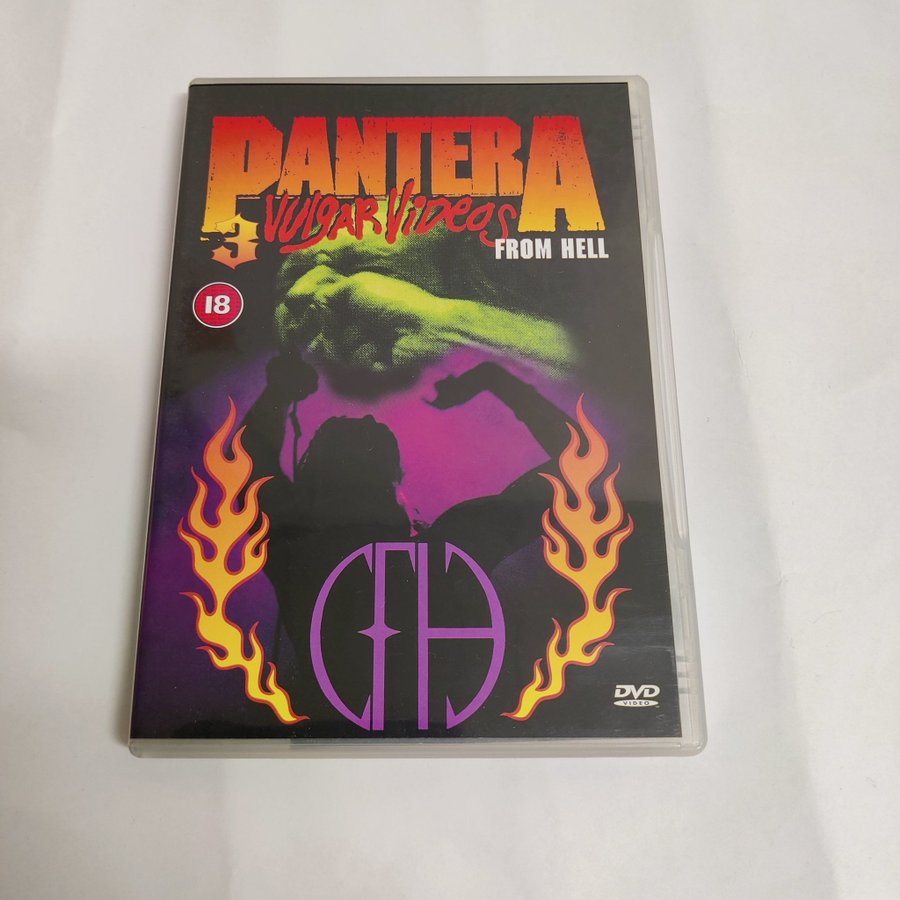 PANTERA
3 VULGAR VIDEOS
FROM HELL
18
CFH
DVD
VIDEO